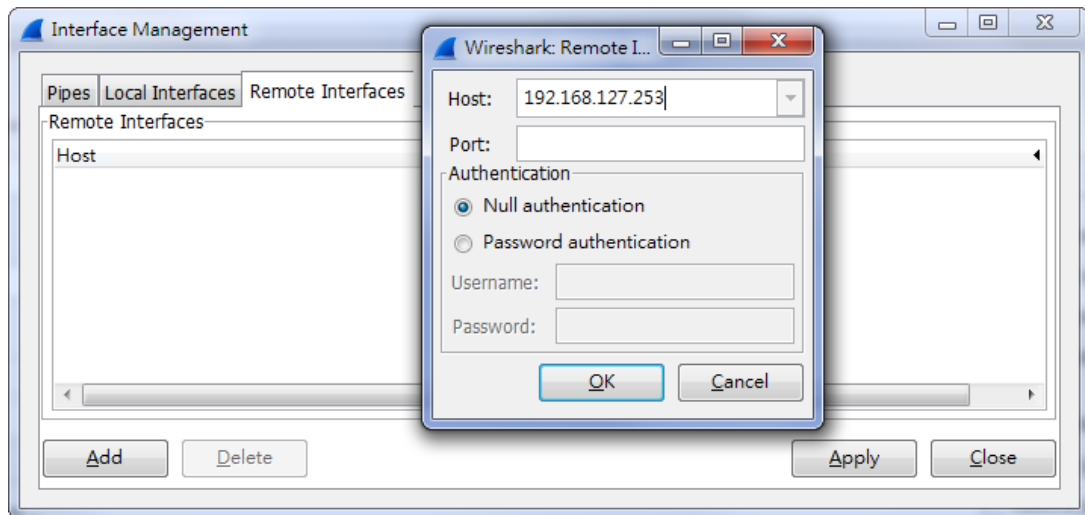 Interface Management
Wireshark: Remote I...
Pipes Local Interfaces Remote Interfaces
Remote Interfaces
Host
Host: 192.168.127.253
Port:
Authentication
Null authentication
Password authentication
Username:
Password:
OK Cancel
Add Delete Apply Close